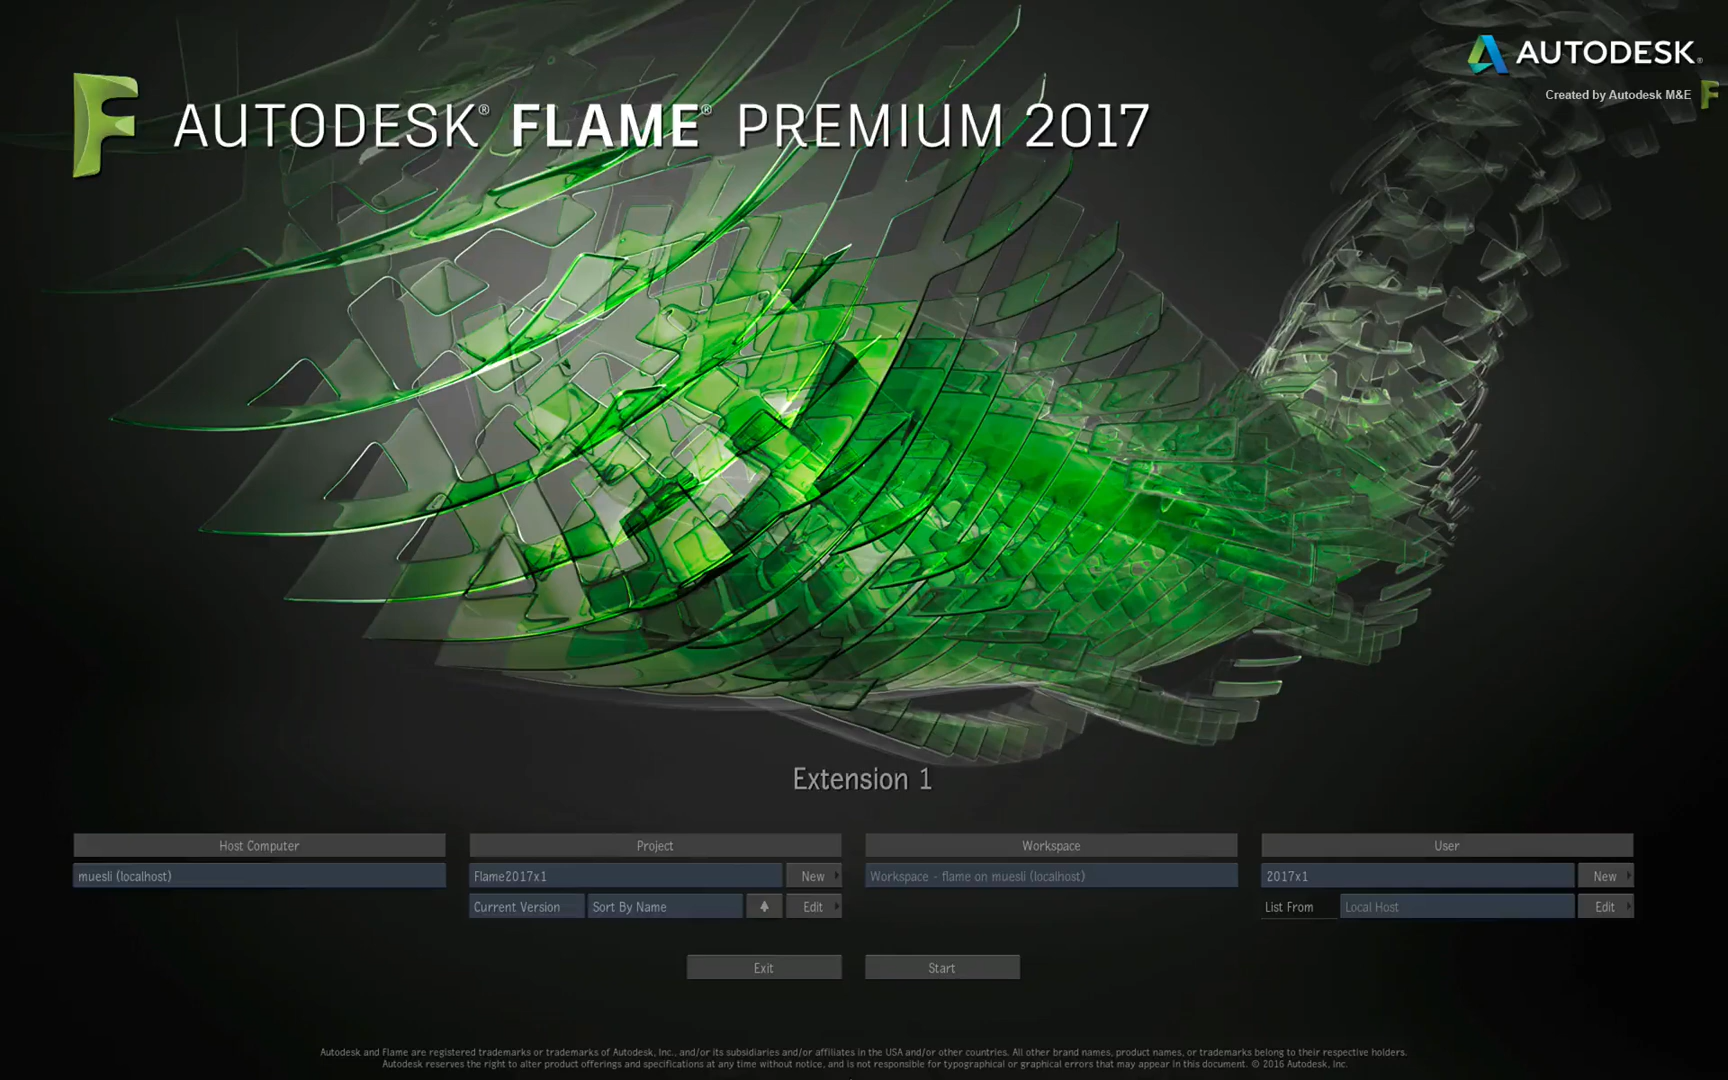 AUTODESK® FLAME® PREMIUM 2017
AUTODESK®
Created by Autodesk M&E
Extension 1
Host Computer
muesli (localhost)
Project
Flame2017x1
New
Current Version
Sort By Name
Edit
Workspace
Workspace - flame on muesli (localhost)
User
2017x1
New
List From
Local Host
Edit
Exit
Start
Autodesk and Flame are registered trademarks or trademarks of Autodesk, Inc., and/or its subsidiaries and/or affiliates in the USA and/or other countries. All other brand names, product names, or trademarks belong to their respective holders.
Autodesk reserves the right to alter product offerings and specifications at any time without notice, and is not responsible for typographical or graphical errors that may appear in this document. © 2016 Autodesk, Inc.